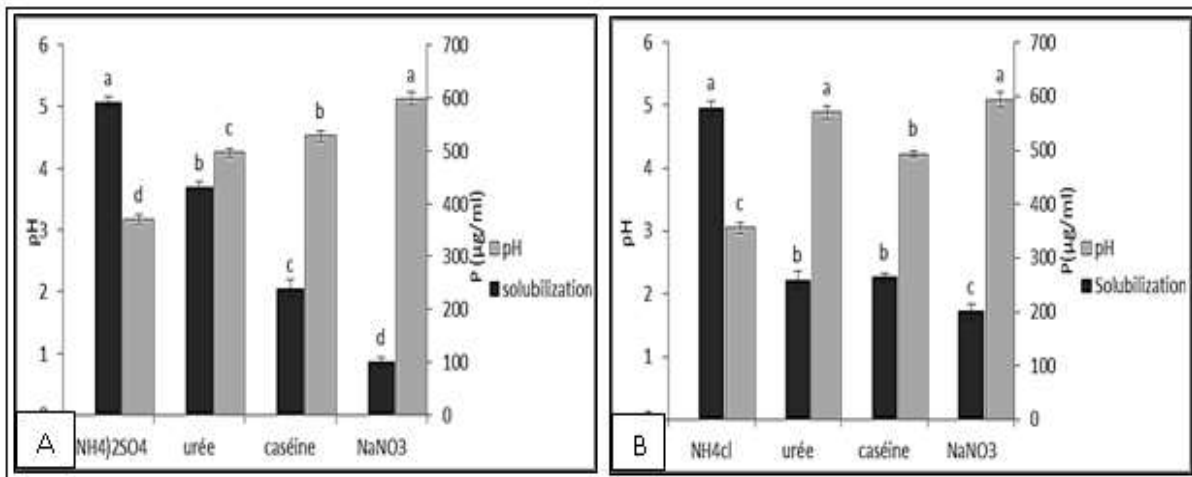 6
5
4
3
2
1
pH
a
d
b
c
c
b
d
a
700
600
500
400
300
200
100
0
P (µg/ml)
pH
solubilization
A
NH4)2SO4 urée caséine NaNO3
6
5
4
3
2
1
pH
a
c
b
a
b
b
c
a
700
600
500
400
300
200
100
0
P(µg/ml)
pH
Solubilization
B
NH4cl urée caséine NaNO3